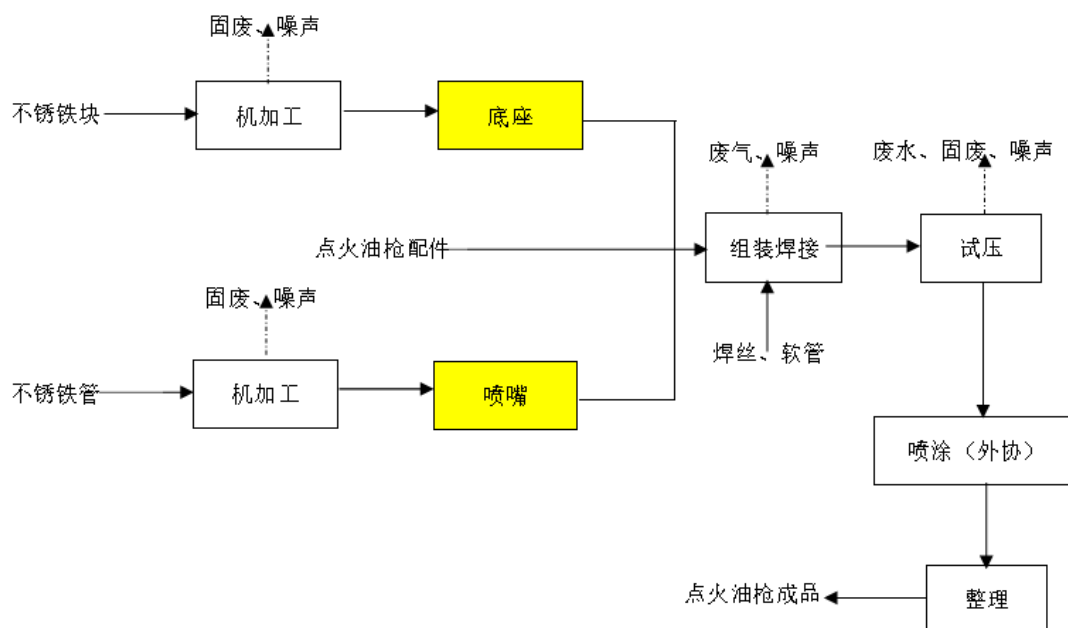 固废、噪声
不锈铁块
机加工
底座
废气、噪声
废水、固废、噪声
点火油枪配件
组装焊接
试压
固废、噪声
焊丝、软管
不锈铁管
机加工
喷嘴
喷涂（外协）
点火油枪成品
整理